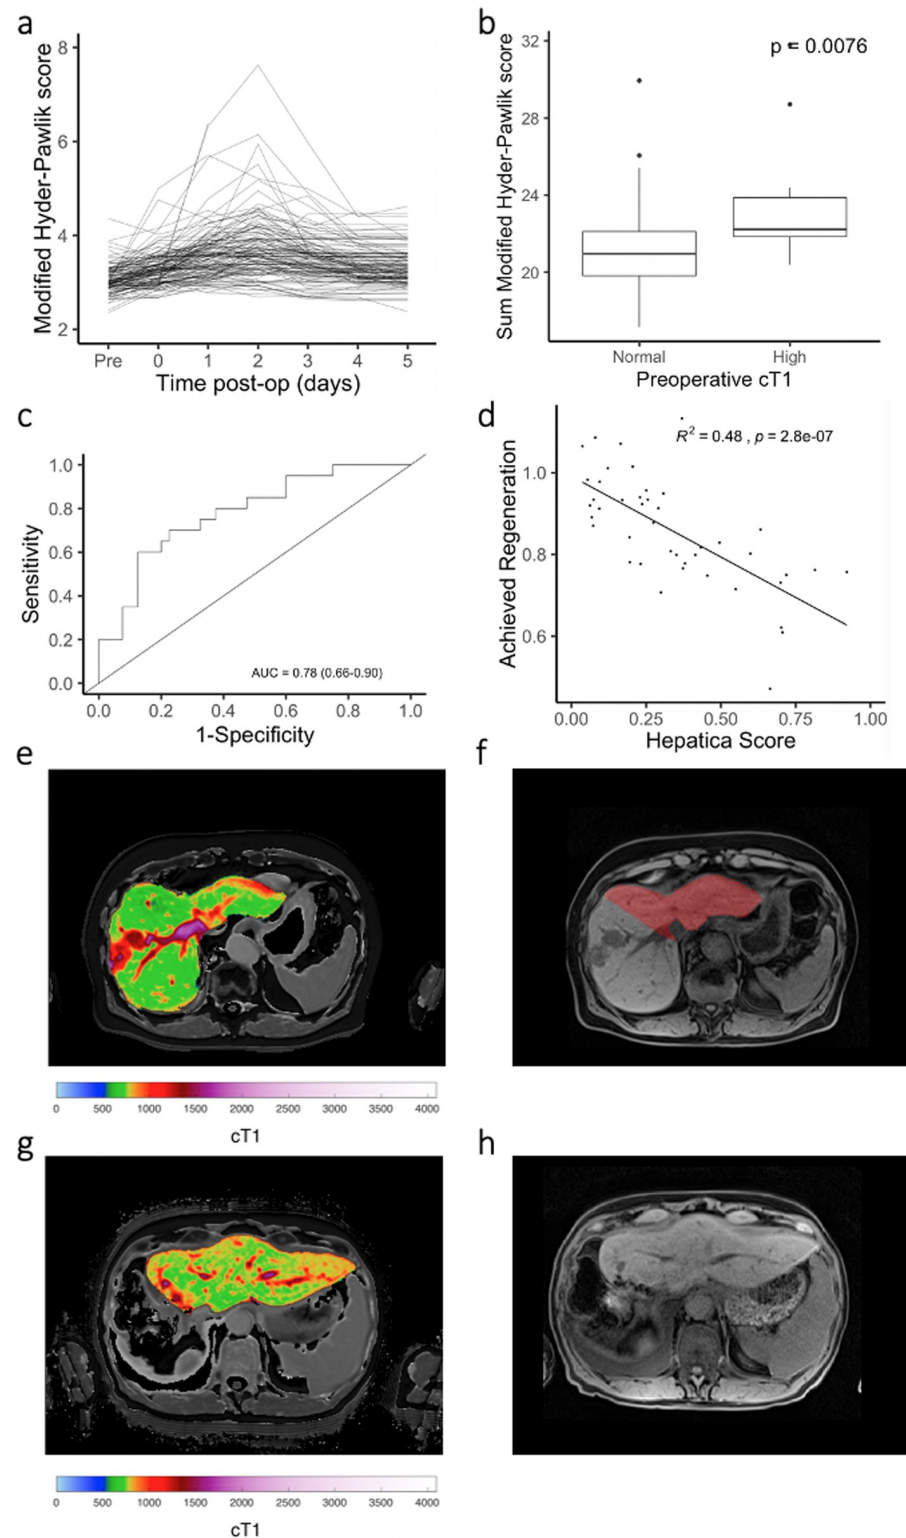 a
Modified Hyder-Pawlik score
8
6
4
2
Pre 0 1 2 3 4 5
Time post-op (days)
b
Sum Modified Hyder-Pawlik score
32
28
24
20
p = 0.0076
Normal High
Preoperative cT1
c
Sensitivity
1.0
0.8
0.6
0.4
0.2
0.0
AUC = 0.78 (0.66-0.90)
0.0 0.2 0.4 0.6 0.8 1.0
1-Specificity
d
Achieved Regeneration
1.0
0.8
0.6
R² = 0.48 , p = 2.8e-07
0.00 0.25 0.50 0.75 1.00
Hepatica Score
e
0 500 1000 1500 2000 2500 3000 3500 4000
cT1
f
g
0 500 1000 1500 2000 2500 3000 3500 4000
cT1
h